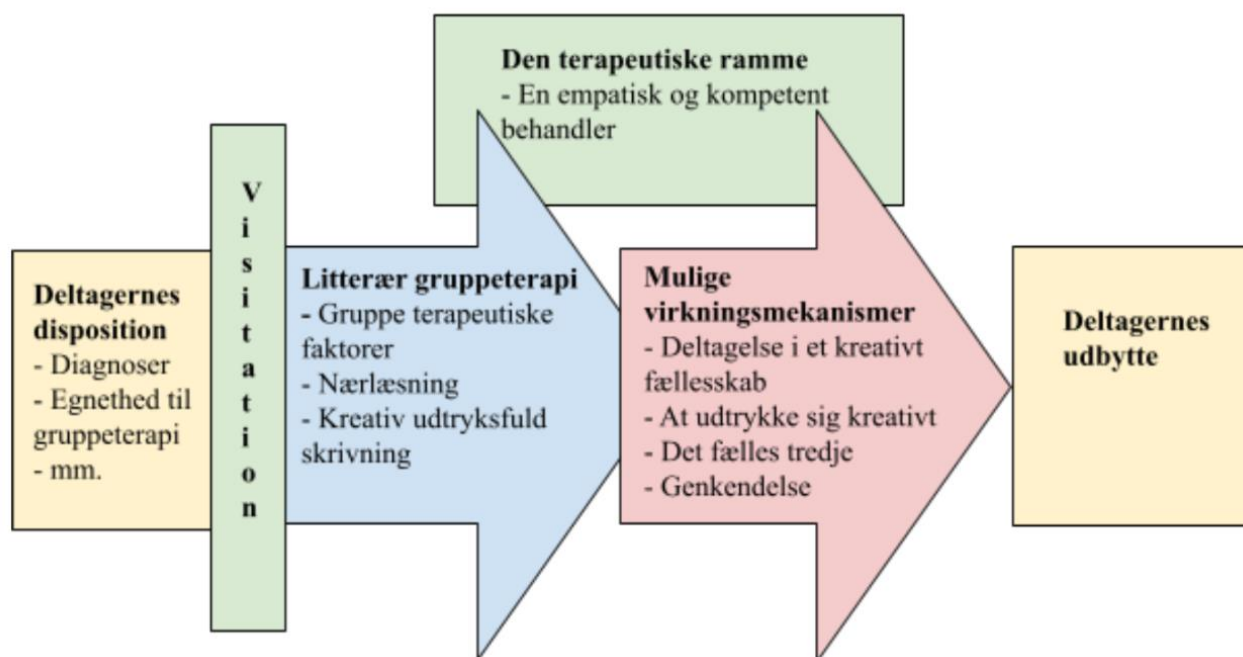 Den terapeutiske ramme
- En empatisk og kompetent
behandler
Deltagernes
disposition
- Diagnoser
- Egnethed til
gruppeterapi
- mm.
Visitation
Litterær gruppeterapi
- Gruppe terapeutiske
faktorer
- Nærlæsning
- Kreativ udtryksfuld
skrivning
Mulige
virkningsmekanismer
- Deltagelse i et kreativt
fællesskab
- At udtrykke sig kreativt
- Det fælles tredje
- Genkendelse
Deltagernes
udbytte